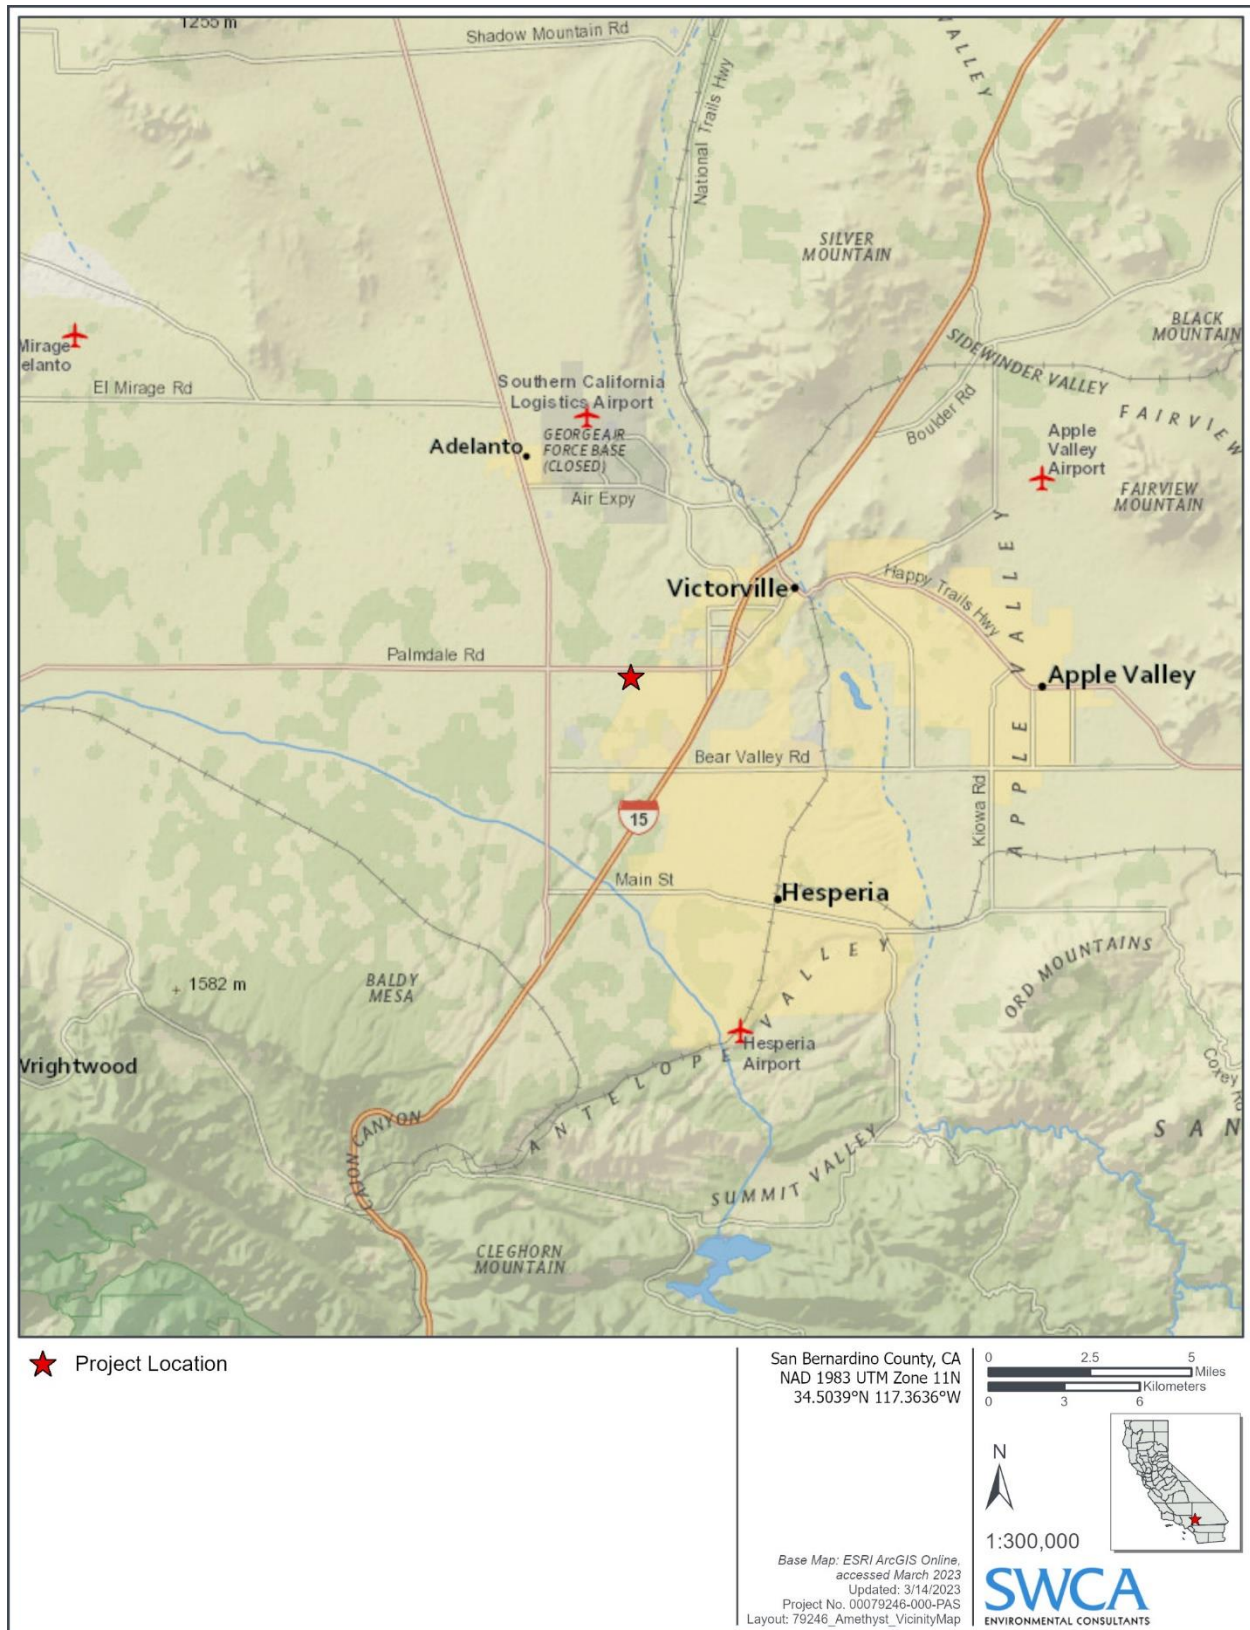 1255 m
Shadow Mountain Rd
VALLEY
National Trails Hwy
SILVER
MOUNTAIN
BLACK
MOUNTAIN
Mirage
elanto
El Mirage Rd
SIDEWINDER VALLEY
Southern California
Logistics Airport
Boulder Rd
FAIRVIEW
Adelanto
GEORGE AIR
FORCE BASE
(CLOSED)
Apple
Valley
Airport
Air Expy
FAIRVIEW
MOUNTAIN
Victorville
Happy Trails Hwy
APPLE VALLEY
Palmdale Rd
Apple Valley
Bear Valley Rd
15
Kiowa Rd
Main St
Hesperia
ORD MOUNTAINS
1582 m
BALDY
MESA
Hesperia
Airport
ANTELOPE VALLEY
Wrightwood
Coxey Rd
CAJON CANYON
SAN
SUMMIT VALLEY
CLEGHORN
MOUNTAIN
Project Location
San Bernardino County, CA
NAD 1983 UTM Zone 11N
34.5039°N 117.3636°W
0 2.5 5
Miles
Kilometers
0 3 6
N
1:300,000
Base Map: ESRI ArcGIS Online,
accessed March 2023
Updated: 3/14/2023
Project No. 00079246-000-PAS
Layout: 79246_Amethyst_VicinityMap
SWCA
ENVIRONMENTAL CONSULTANTS